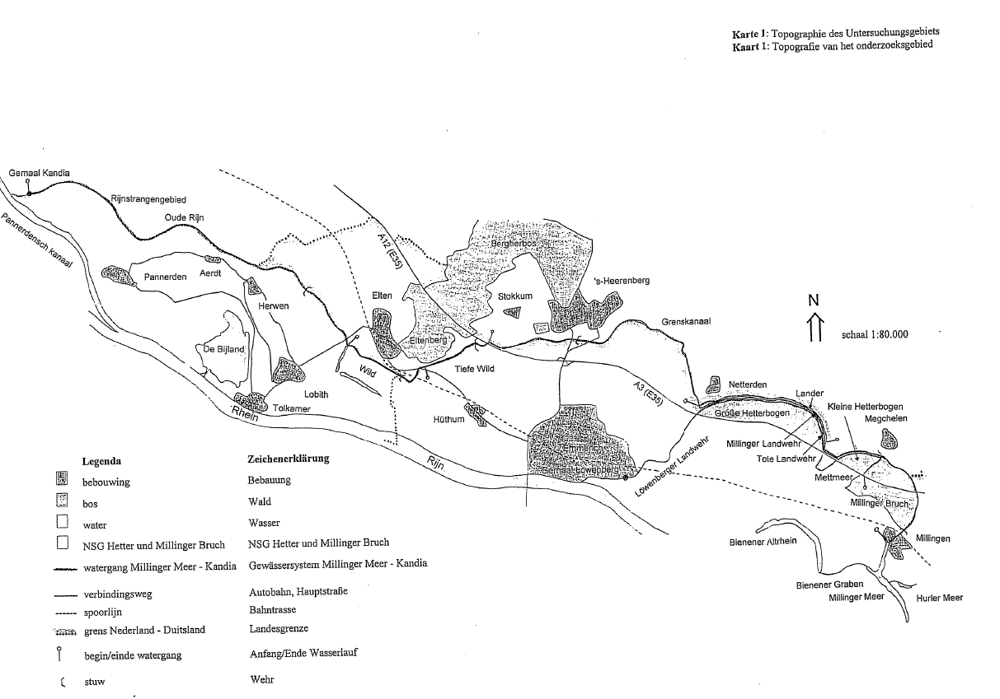 Karte 1: Topographie des Untersuchungsgebiets
Kaart 1: Topografie van het onderzoeksgebied
Gemaal Kandia
Rijnstrangengebied
Oude Rijn
Pannerdensch kanaal
Pannerden
Aerdt
Herwen
A12 (E35)
Bergherbos
Elten
Stokkum
's-Heerenberg
Grenskanaal
N
schaal 1:80.000
De Bijland
Eltenberg
Wild
Tiefe Wild
Lobith
Tolkamer
Rhein
A3 (E35)
Netterden
Lander
Große Hetterbogen
Kleine Hetterbogen
Megchelen
Hüthum
Emmerich
Gemaal Löwenberg
Löwenberger Landwehr
Millinger Landwehr
Tote Landwehr
Mettmeer
Millinger Bruch
Rijn
Bienener Altrhein
Millingen
Bienener Graben
Millinger Meer
Hurler Meer
Legenda Zeichenerklärung
bebouwing Bebauung
bos Wald
water Wasser
NSG Hetter und Millinger Bruch NSG Hetter und Millinger Bruch
watergang Millinger Meer - Kandia Gewässersystem Millinger Meer - Kandia
verbindingsweg Autobahn, Hauptstraße
spoorlijn Bahntrasse
grens Nederland - Duitsland Landesgrenze
begin/einde watergang Anfang/Ende Wasserlauf
stuw Wehr